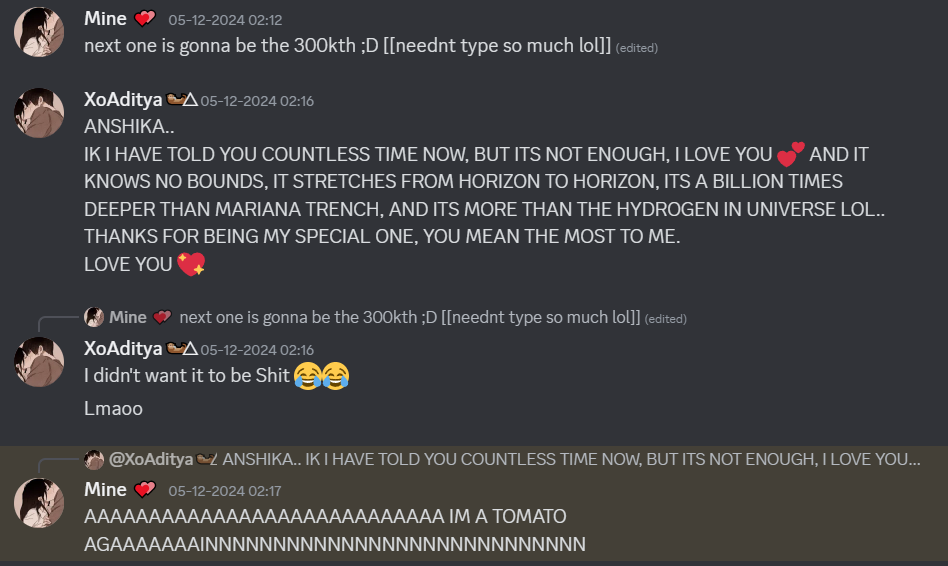 Mine 05-12-2024 02:12
next one is gonna be the 300kth ;D [[neednt type so much lol]] (edited)
XoAditya 05-12-2024 02:16
ANSHIKA..
IK I HAVE TOLD YOU COUNTLESS TIME NOW, BUT ITS NOT ENOUGH, I LOVE YOU 💕 AND IT
KNOWS NO BOUNDS, IT STRETCHES FROM HORIZON TO HORIZON, ITS A BILLION TIMES
DEEPER THAN MARIANA TRENCH, AND ITS MORE THAN THE HYDROGEN IN UNIVERSE LOL..
THANKS FOR BEING MY SPECIAL ONE, YOU MEAN THE MOST TO ME.
LOVE YOU 💖
Mine next one is gonna be the 300kth ;D [[neednt type so much lol]] (edited)
XoAditya 05-12-2024 02:16
I didn't want it to be Shit 😂😂
Lmaoo
@XoAditya ANSHIKA.. IK I HAVE TOLD YOU COUNTLESS TIME NOW, BUT ITS NOT ENOUGH, I LOVE YOU...
Mine 05-12-2024 02:17
AAAAAAAAAAAAAAAAAAAAAAAAAAAA IM A TOMATO
AGAAAAAAAINNNNNNNNNNNNNNNNNNNNNNNNNNNN